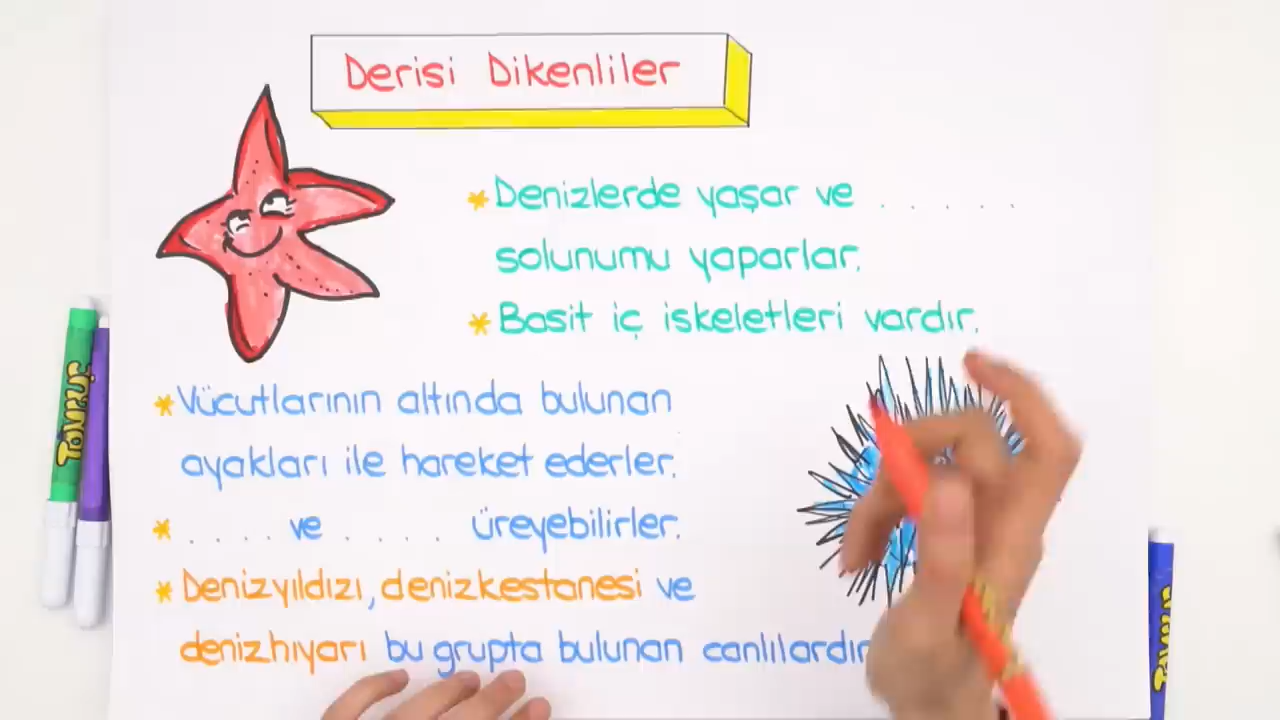 Derisi Dikenliler
* Denizlerde yaşar ve . . . . .
solunumu yaparlar.
* Basit iç iskeletleri vardır.
* Vücutlarının altında bulunan
ayakları ile hareket ederler.
* . . . . ve . . . . üreyebilirler.
* Denizyıldızı, denizkestanesi ve
denizhıyarı bu grupta bulunan canlılardır